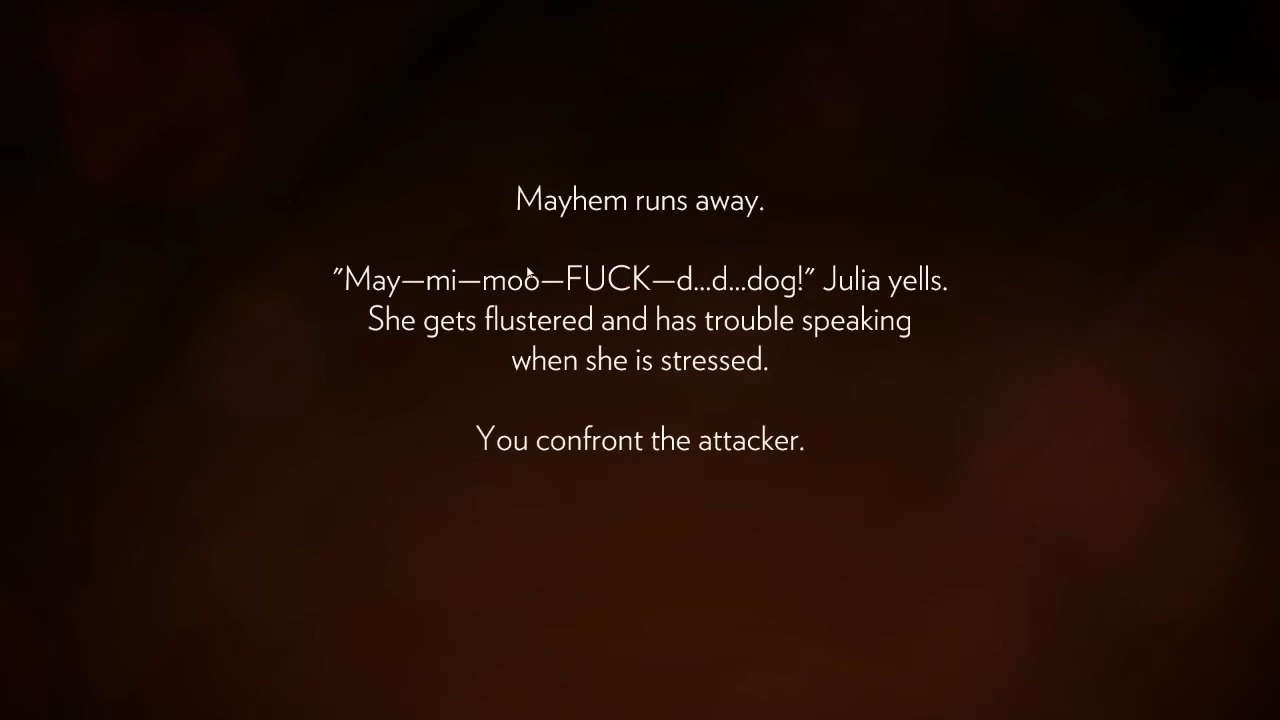 Mayhem runs away.
"May—mi—moo—FUCK—d...d...dog!" Julia yells.
She gets flustered and has trouble speaking
when she is stressed.
You confront the attacker.